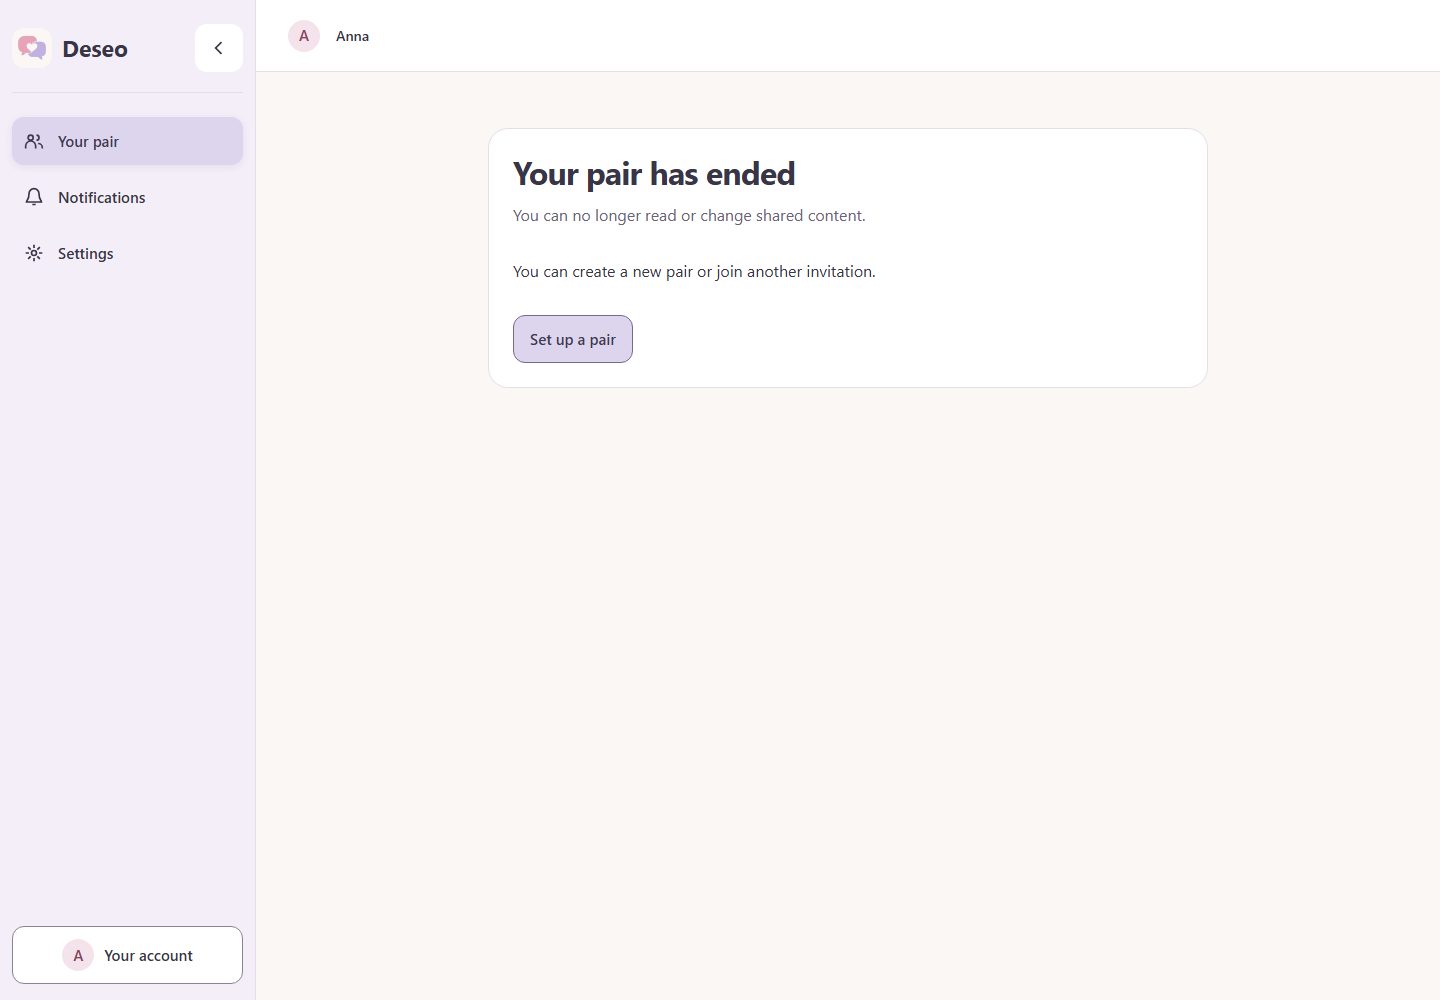 Deseo
Your pair
Notifications
Settings
A Your account
A Anna
Your pair has ended
You can no longer read or change shared content.
You can create a new pair or join another invitation.
Set up a pair